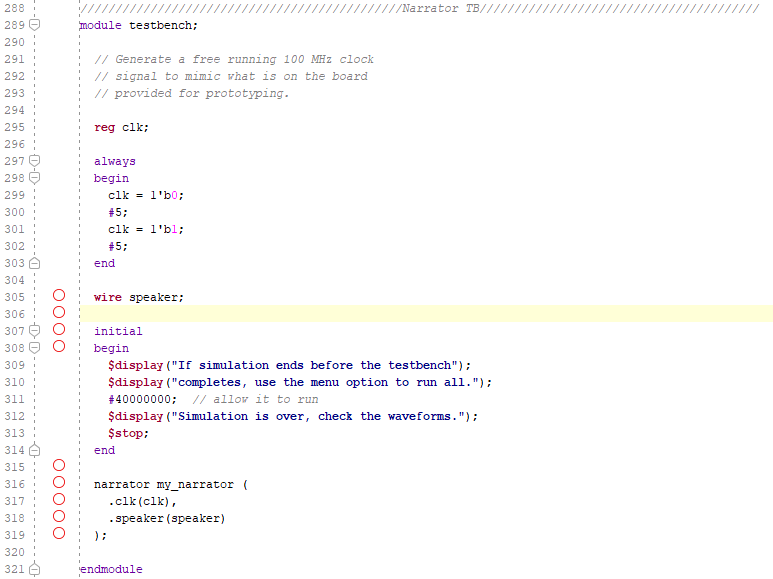 288 //////////////////////////////////////////////Narrator TB////////////////////////////////////////
289 module testbench;
290
291 // Generate a free running 100 MHz clock
292 // signal to mimic what is on the board
293 // provided for prototyping.
294
295 reg clk;
296
297 always
298 begin
299 clk = 1'b0;
300 #5;
301 clk = 1'b1;
302 #5;
303 end
304
305 wire speaker;
306
307 initial
308 begin
309 $display("If simulation ends before the testbench");
310 $display("completes, use the menu option to run all.");
311 #40000000; // allow it to run
312 $display("Simulation is over, check the waveforms.");
313 $stop;
314 end
315
316 narrator my_narrator (
317 .clk(clk),
318 .speaker(speaker)
319 );
320
321 endmodule